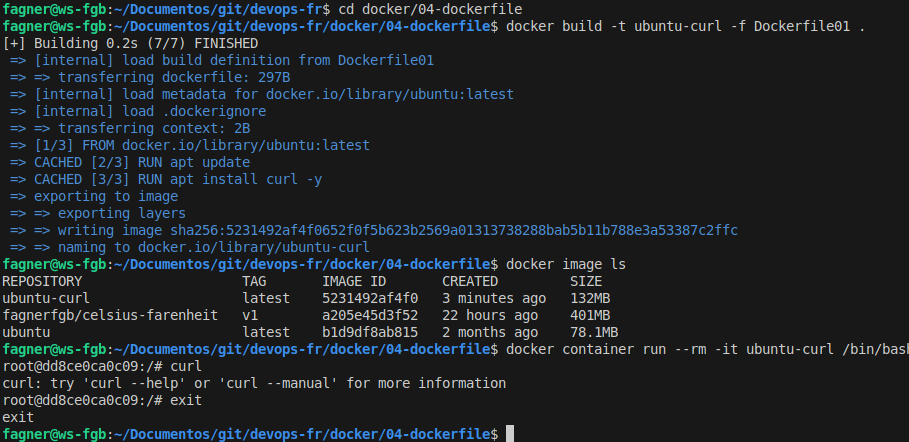 fagner@ws-fgb:~/Documentos/git/devops-fr$ cd docker/04-dockerfile
fagner@ws-fgb:~/Documentos/git/devops-fr/docker/04-dockerfile$ docker build -t ubuntu-curl -f Dockerfile01 .
[+] Building 0.2s (7/7) FINISHED
=> [internal] load build definition from Dockerfile01
=> => transferring dockerfile: 297B
=> [internal] load metadata for docker.io/library/ubuntu:latest
=> [internal] load .dockerignore
=> => transferring context: 2B
=> [1/3] FROM docker.io/library/ubuntu:latest
=> CACHED [2/3] RUN apt update
=> CACHED [3/3] RUN apt install curl -y
=> exporting to image
=> => exporting layers
=> => writing image sha256:5231492af4f0652f0f5b623b2569a01313738288bab5b11b788e3a53387c2ffc
=> => naming to docker.io/library/ubuntu-curl
fagner@ws-fgb:~/Documentos/git/devops-fr/docker/04-dockerfile$ docker image ls
REPOSITORY TAG IMAGE ID CREATED SIZE
ubuntu-curl latest 5231492af4f0 3 minutes ago 132MB
fagnerfgb/celsius-farenheit v1 a205e45d3f52 22 hours ago 401MB
ubuntu latest b1d9df8ab815 2 months ago 78.1MB
fagner@ws-fgb:~/Documentos/git/devops-fr/docker/04-dockerfile$ docker container run --rm -it ubuntu-curl /bin/bash
root@dd8ce0ca0c09:/# curl
curl: try 'curl --help' or 'curl --manual' for more information
root@dd8ce0ca0c09:/# exit
exit
fagner@ws-fgb:~/Documentos/git/devops-fr/docker/04-dockerfile$